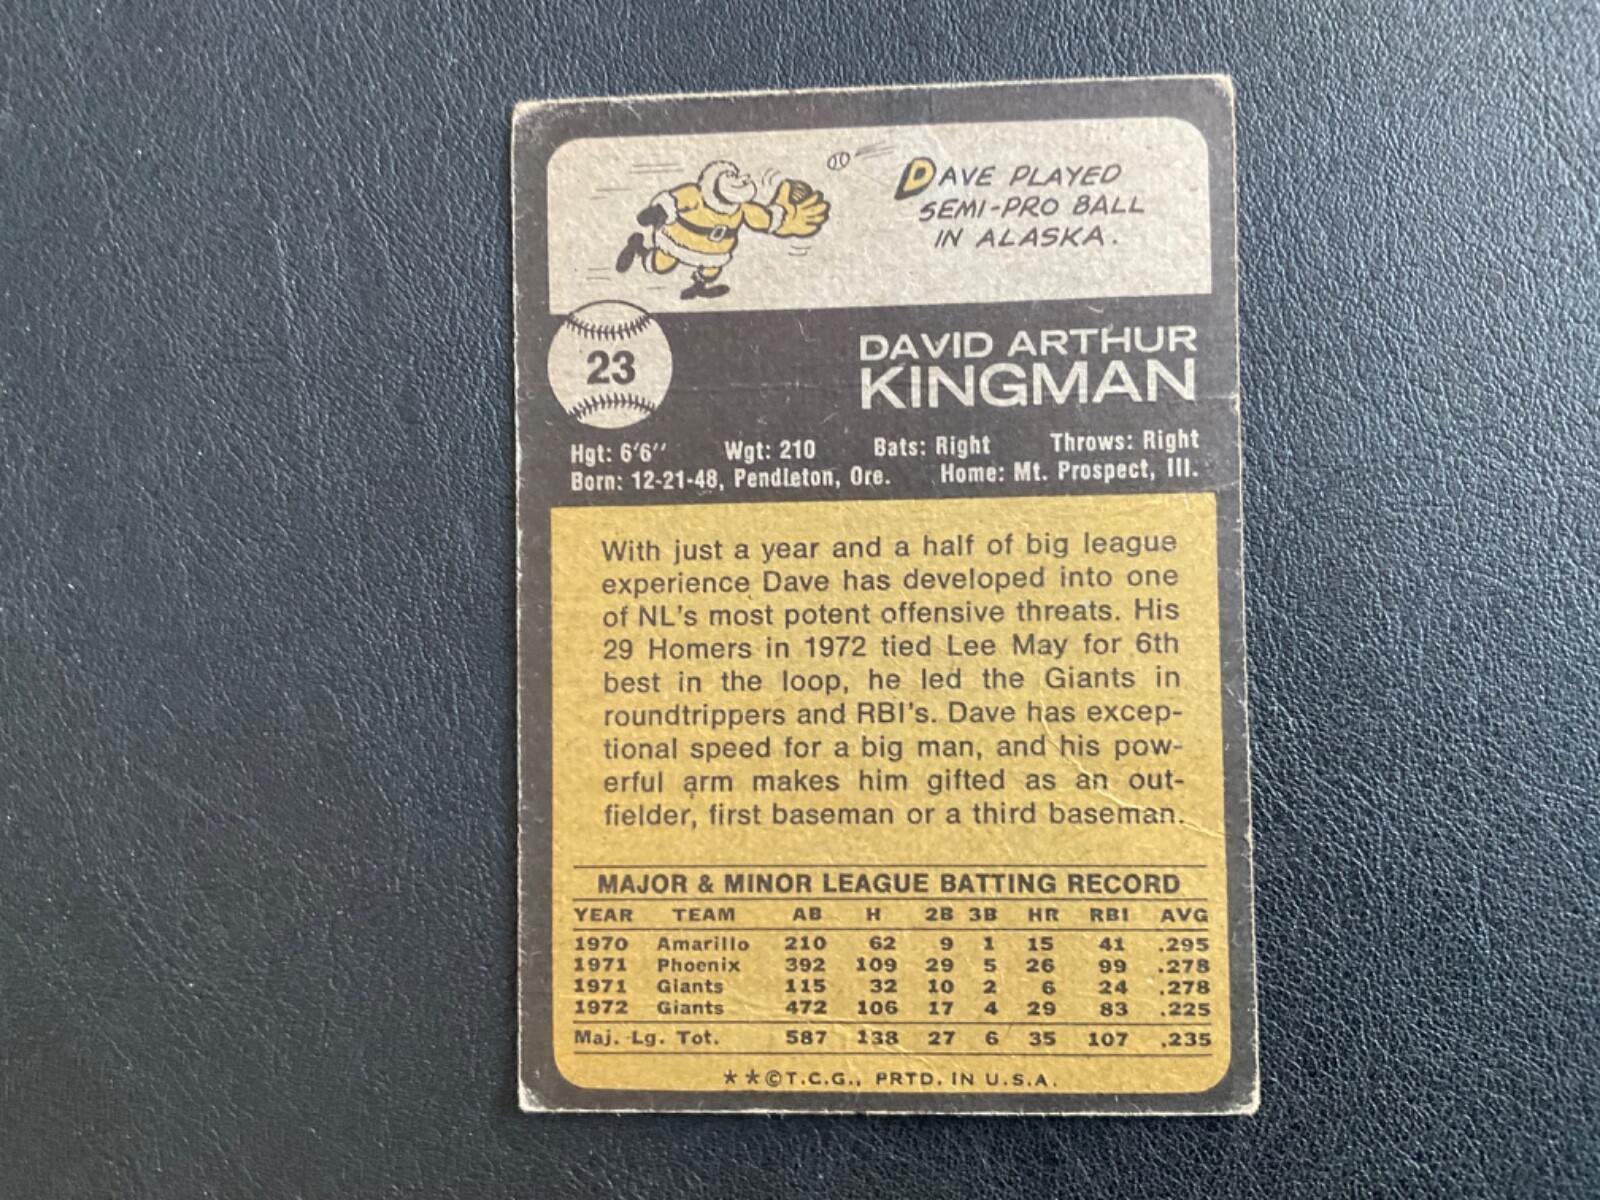 DAVE PLAYED
SEMI-PRO BALL
IN ALASKA.
23
DAVID ARTHUR
KINGMAN
Hgt: 6'6'' Wgt: 210 Bats: Right Throws: Right
Born: 12-21-48, Pendleton, Ore. Home: Mt. Prospect, Ill.
With just a year and a half of big league
experience Dave has developed into one
of NL's most potent offensive threats. His
29 Homers in 1972 tied Lee May for 6th
best in the loop, he led the Giants in
roundtrippers and RBI's. Dave has excep-
tional speed for a big man, and his pow-
erful arm makes him gifted as an out-
fielder, first baseman or a third baseman.
MAJOR & MINOR LEAGUE BATTING RECORD
YEAR TEAM AB H 2B 3B HR RBI AVG
1970 Amarillo 210 62 9 1 15 41 .295
1971 Phoenix 392 109 29 5 26 99 .278
1971 Giants 115 32 10 2 6 24 .278
1972 Giants 472 106 17 4 29 83 .225
Maj. Lg. Tot. 587 138 27 6 35 107 .235
**©T.C.G., PRTD. IN U.S.A.